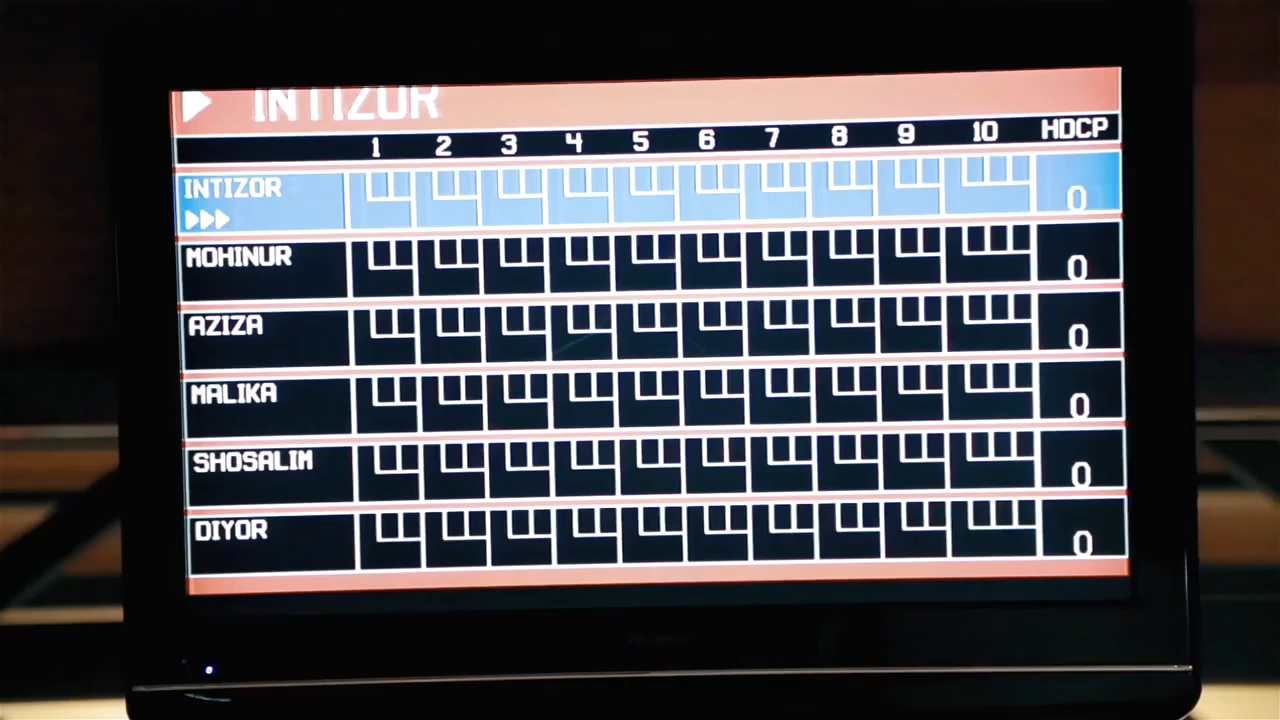 INTIZOR
1 2 3 4 5 6 7 8 9 10 HDCP
INTIZOR 0
MOHINUR 0
AZIZA 0
MALIKA 0
SHOSALIM 0
DIYOR 0